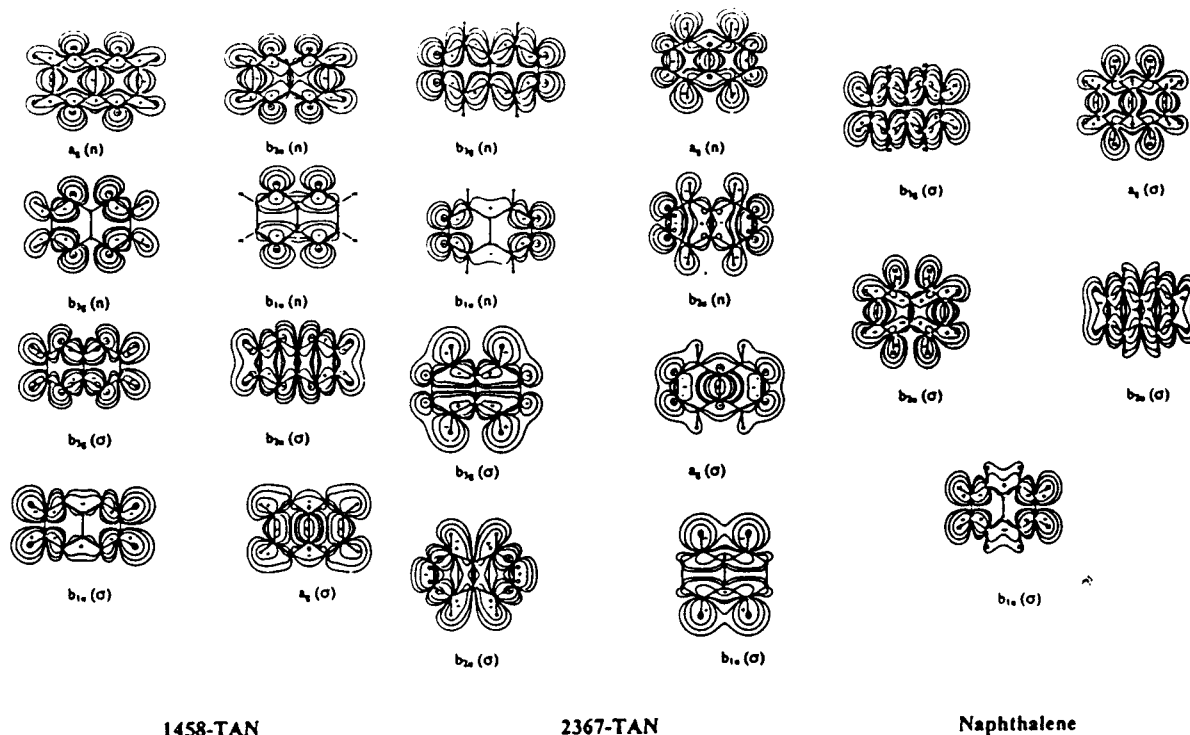 a_g (n)
b_2u (n)
b_3g (n)
a_g (n)
b_3g (σ)
a_g (σ)
b_3g (n)
b_1u (n)
b_1u (n)
b_2u (n)
b_2u (σ)
b_2u (σ)
b_3g (σ)
b_2u (σ)
b_3g (σ)
a_g (σ)
b_1u (σ)
a_g (σ)
b_1u (σ)
b_2u (σ)
b_1u (σ)
1458-TAN
2367-TAN
Naphthalene